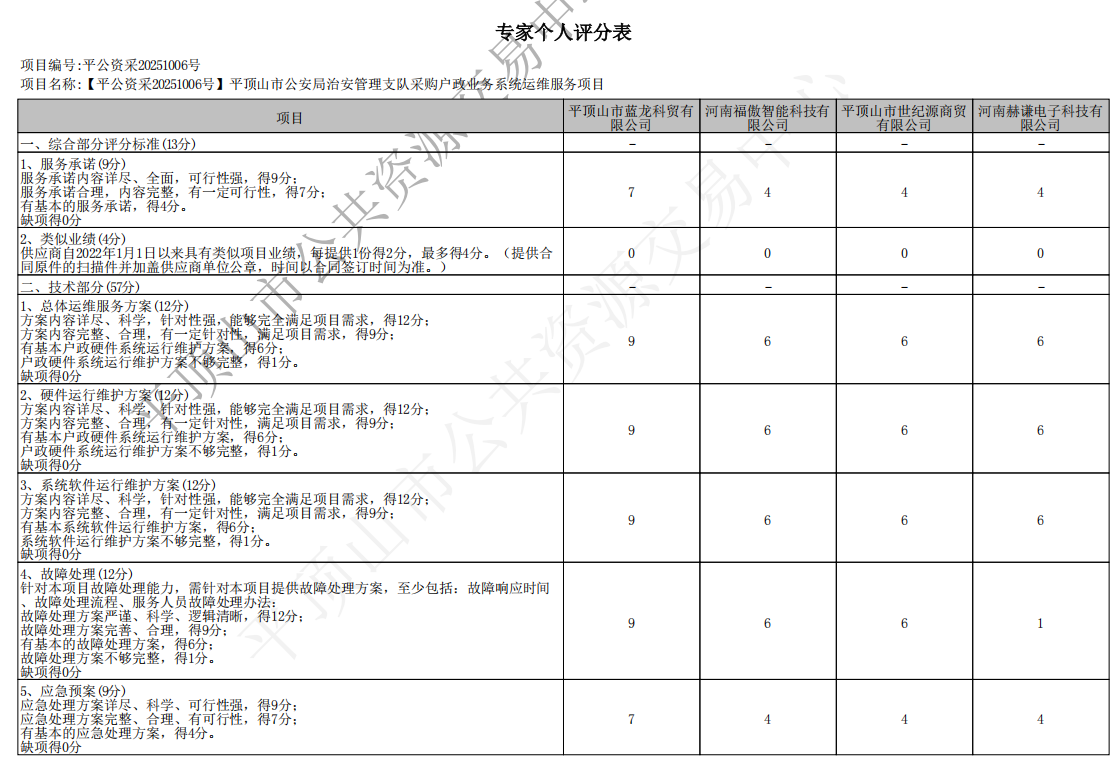 专家个人评分表
项目编号:平公资采20251006号
项目名称:【平公资采20251006号】平顶山市公安局治安管理支队采购户政业务系统运维服务项目
项目
平顶山市蓝龙科贸有
限公司
河南福傲智能科技有
限公司
平顶山市世纪源商贸
有限公司
河南赫谦电子科技有
限公司
一、综合部分评分标准(13分)
-
-
-
-
1、服务承诺(9分)
服务承诺内容详尽、全面，可行性强，得9分；
服务承诺合理，内容完整，有一定可行性，得7分；
有基本的服务承诺，得4分。
缺项得0分
7
4
4
4
2、类似业绩(4分)
供应商自2022年1月1日以来具有类似项目业绩，每提供1份得2分，最多得4分。（提供合
同原件的扫描件并加盖供应商单位公章，时间以合同签订时间为准。）
0
0
0
0
二、技术部分(57分)
-
-
-
-
1、总体运维服务方案(12分)
方案内容详尽、科学，针对性强，能够完全满足项目需求，得12分；
方案内容完整、合理，有一定针对性，满足项目需求，得9分；
有基本户政硬件系统运行维护方案，得6分；
户政硬件系统运行维护方案不够完整，得1分。
缺项得0分
9
6
6
6
2、硬件运行维护方案(12分)
方案内容详尽、科学，针对性强，能够完全满足项目需求，得12分；
方案内容完整、合理，有一定针对性，满足项目需求，得9分；
有基本户政硬件系统运行维护方案，得6分；
户政硬件系统运行维护方案不够完整，得1分。
缺项得0分
9
6
6
6
3、系统软件运行维护方案(12分)
方案内容详尽、科学，针对性强，能够完全满足项目需求，得12分；
方案内容完整、合理，有一定针对性，满足项目需求，得9分；
有基本系统软件运行维护方案，得6分；
系统软件运行维护方案不够完整，得1分。
缺项得0分
9
6
6
6
4、故障处理(12分)
针对本项目故障处理能力，需针对本项目提供故障处理方案，至少包括：故障响应时间
、故障处理流程、服务人员故障处理办法：
故障处理方案严谨、科学、逻辑清晰，得12分；
故障处理方案完善、合理，得9分；
有基本的故障处理方案，得6分；
故障处理方案不够完整，得1分。
缺项得0分
9
6
6
1
5、应急预案(9分)
应急处理方案详尽、科学、可行性强，得9分；
应急处理方案完整、合理、有可行性，得7分；
有基本的应急处理方案，得4分。
缺项得0分
7
4
4
4
平顶山市公共资源交易中
平顶山市公共资源交易中心